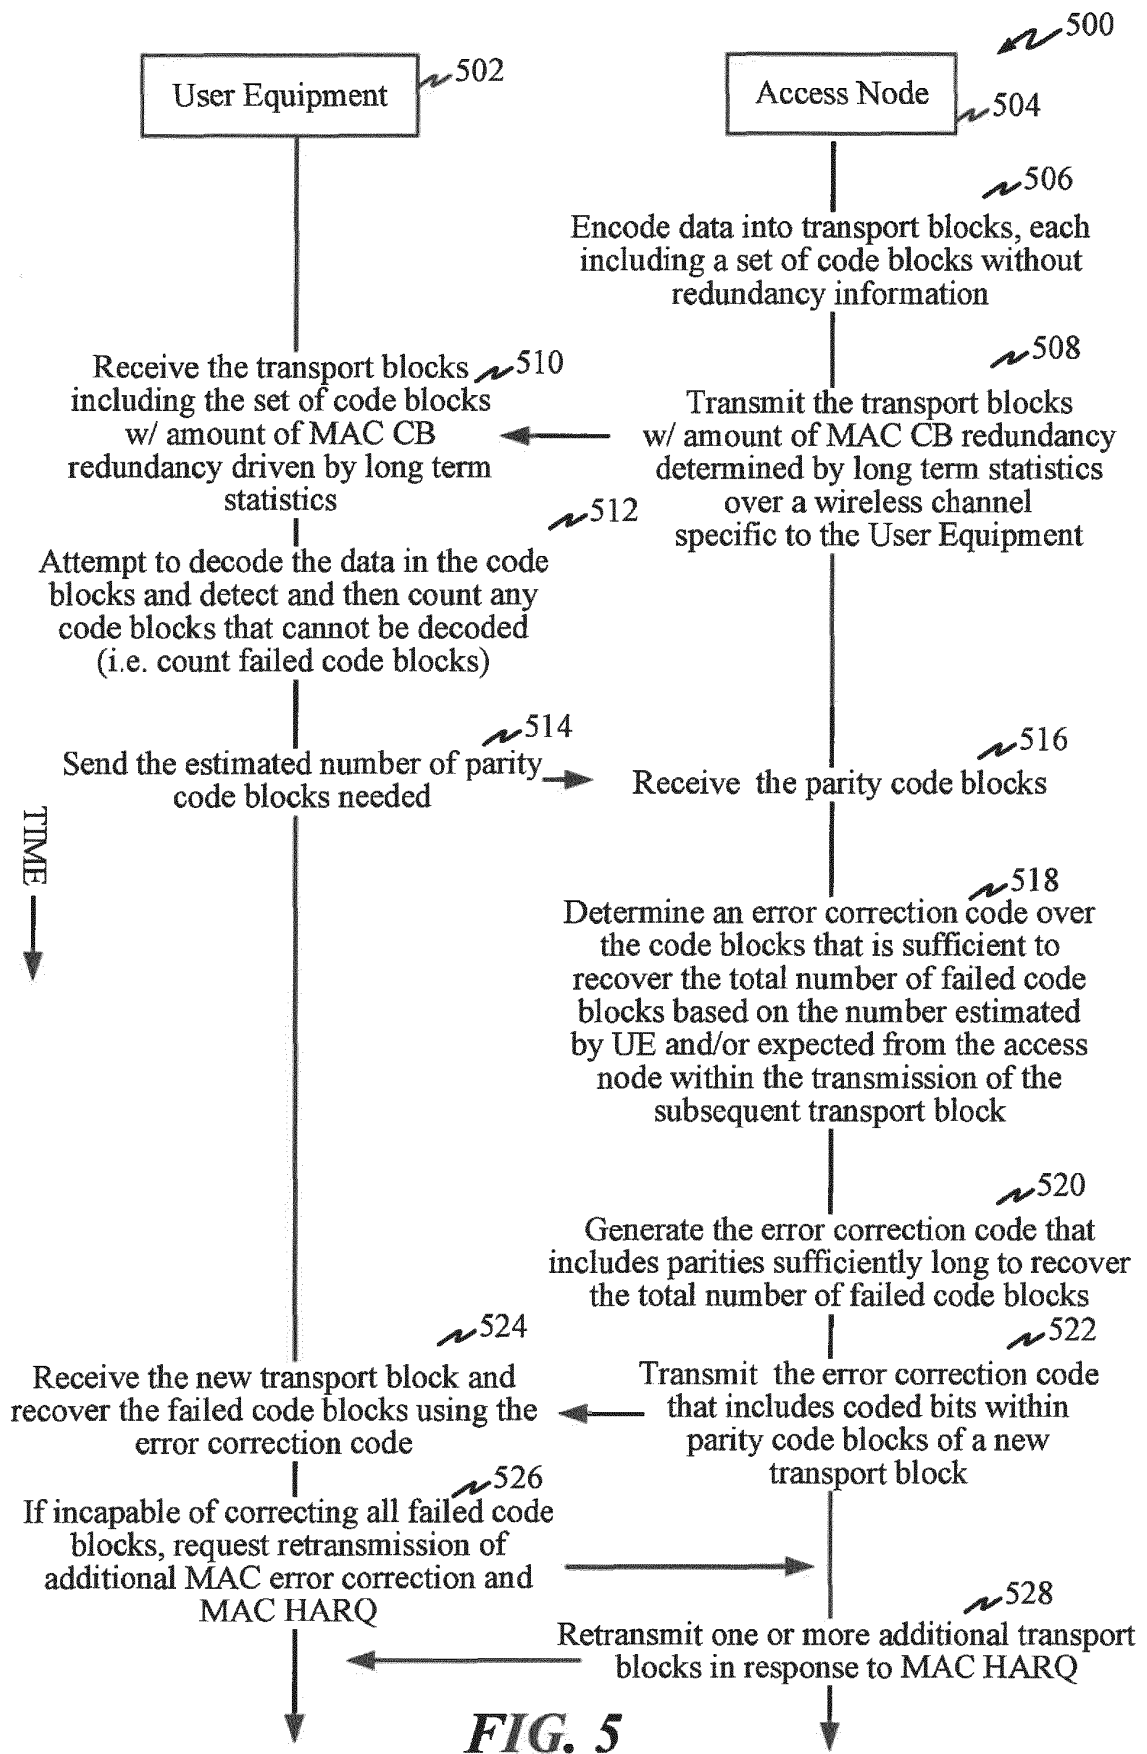 500
User Equipment
502
Access Node
504
506
Encode data into transport blocks, each
including a set of code blocks without
redundancy information
508
Transmit the transport blocks
w/ amount of MAC CB redundancy
determined by long term statistics
over a wireless channel
specific to the User Equipment
Receive the transport blocks 510
including the set of code blocks
w/ amount of MAC CB
redundancy driven by long term
statistics
512
Attempt to decode the data in the code
blocks and detect and then count any
code blocks that cannot be decoded
(i.e. count failed code blocks)
514
Send the estimated number of parity
code blocks needed
516
Receive the parity code blocks
TIME
518
Determine an error correction code over
the code blocks that is sufficient to
recover the total number of failed code
blocks based on the number estimated
by UE and/or expected from the access
node within the transmission of the
subsequent transport block
520
Generate the error correction code that
includes parities sufficiently long to recover
the total number of failed code blocks
522
Transmit the error correction code
that includes coded bits within
parity code blocks of a new
transport block
524
Receive the new transport block and
recover the failed code blocks using the
error correction code
526
If incapable of correcting all failed code
blocks, request retransmission of
additional MAC error correction and
MAC HARQ
528
Retransmit one or more additional transport
blocks in response to MAC HARQ
FIG. 5